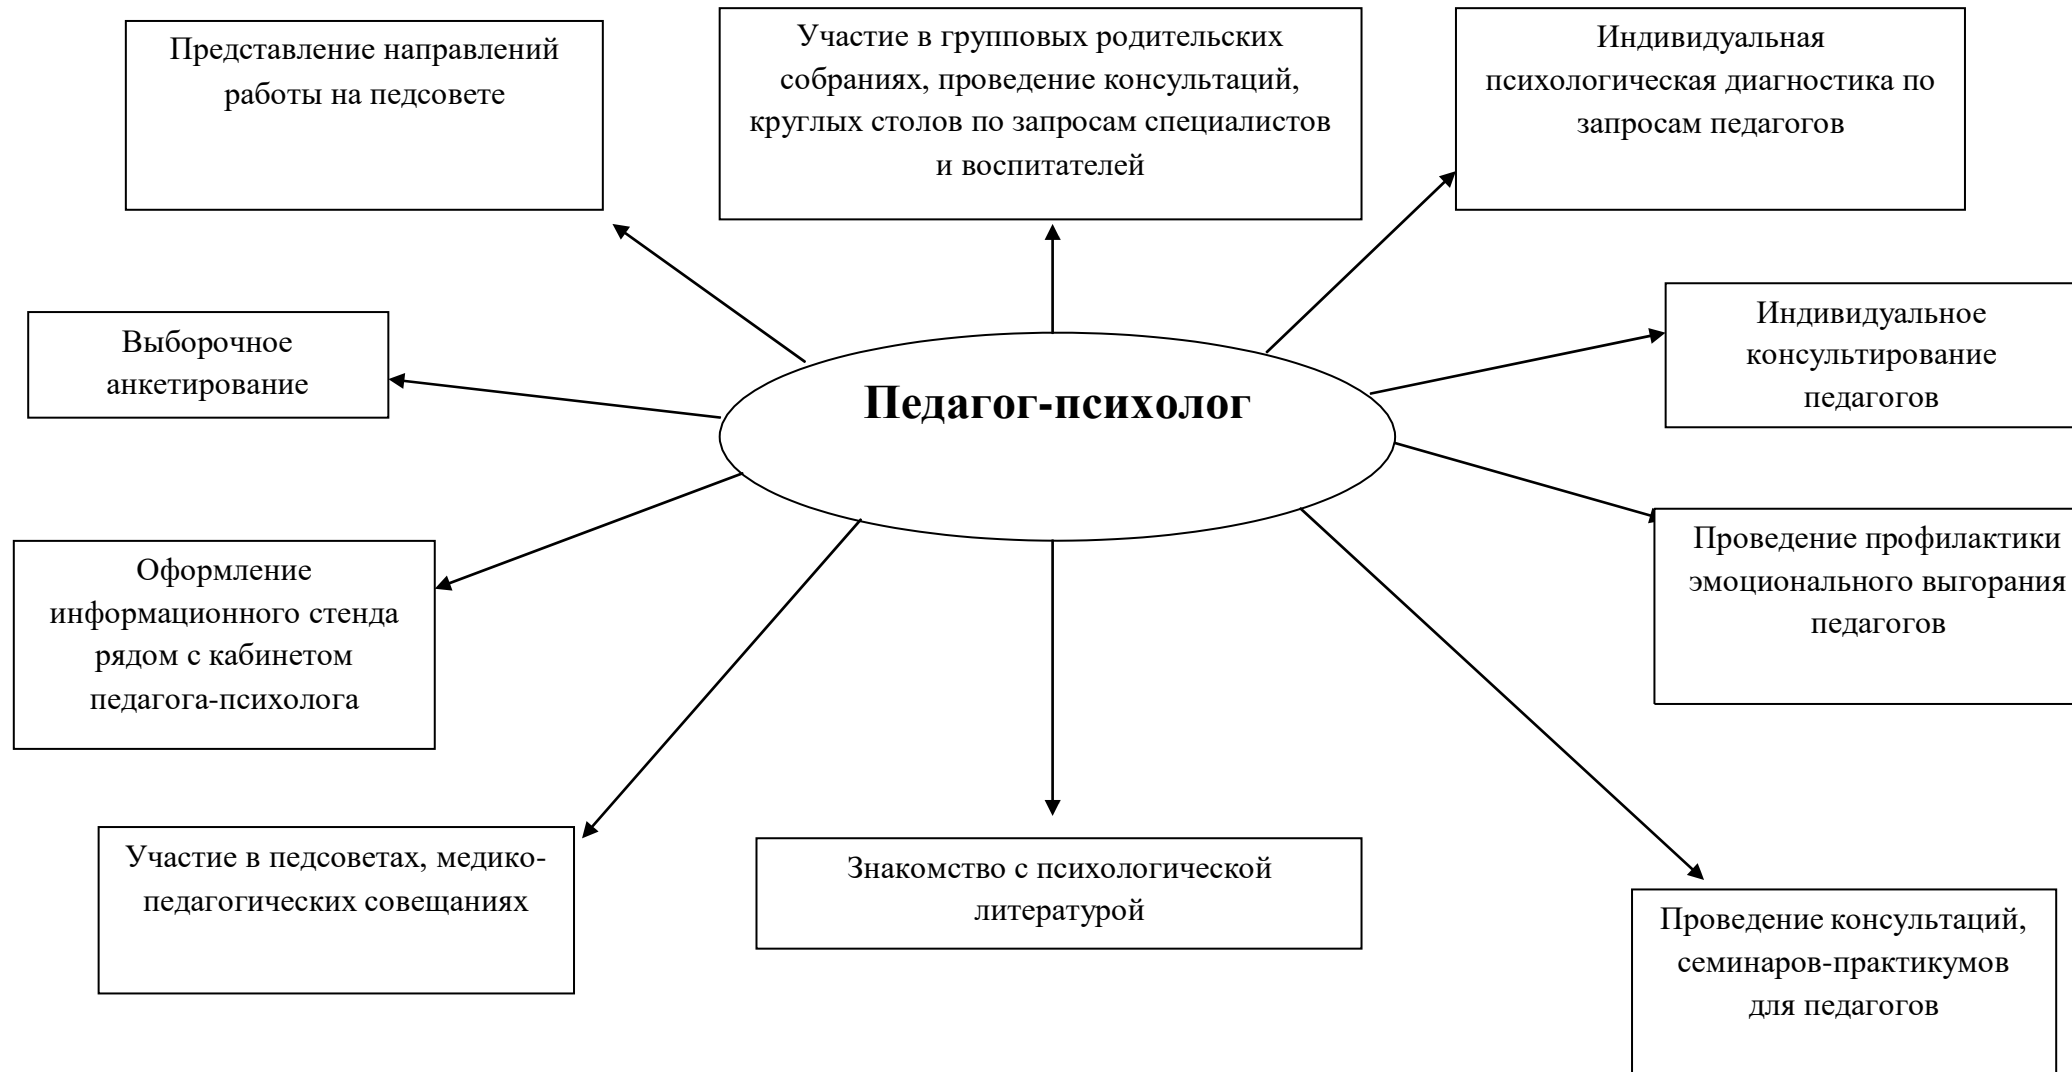 Представление направлений
работы на педсовете
Участие в групповых родительских
собраниях, проведение консультаций,
круглых столов по запросам специалистов
и воспитателей
Индивидуальная
психологическая диагностика по
запросам педагогов
Выборочное
анкетирование
Педагог-психолог
Индивидуальное
консультирование
педагогов
Оформление
информационного стенда
рядом с кабинетом
педагога-психолога
Проведение профилактики
эмоционального выгорания
педагогов
Участие в педсоветах, медико-
педагогических совещаниях
Знакомство с психологической
литературой
Проведение консультаций,
семинаров-практикумов
для педагогов